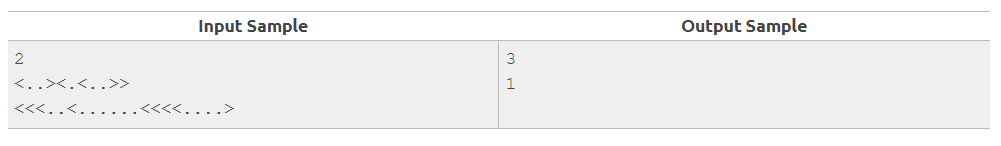 Input Sample Output Sample
2 3
<..><.<..>> 1
<<<..<......<<<<....>